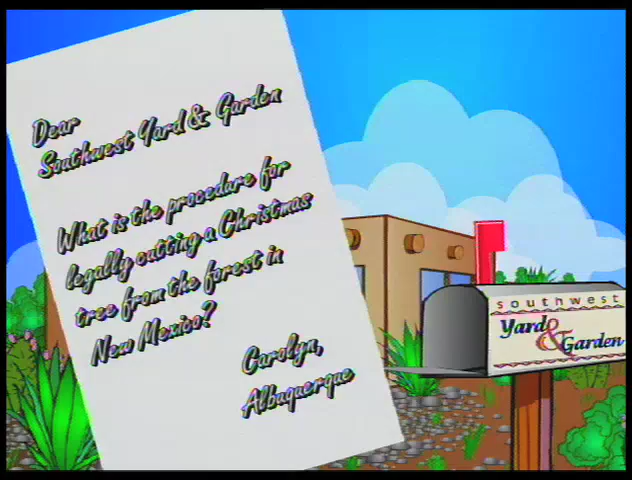 Dear
Southwest Yard & Garden
What is the procedure for
legally cutting a Christmas
tree from the forest in
New Mexico?
Carolyn,
Albuquerque
southwest
Yard
& Garden